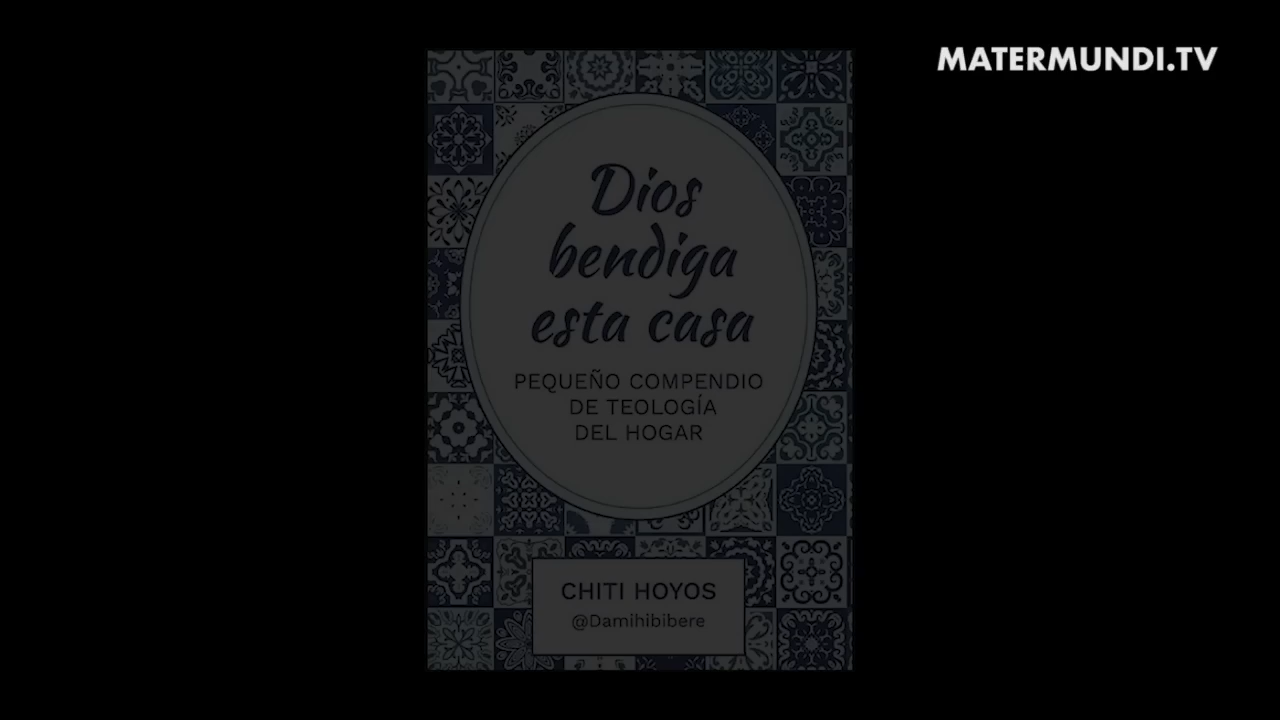 MATERMUNDI.TV
Dios
bendiga
esta casa
PEQUEÑO COMPENDIO
DE TEOLOGÍA
DEL HOGAR
CHITI HOYOS
@Damihibibere